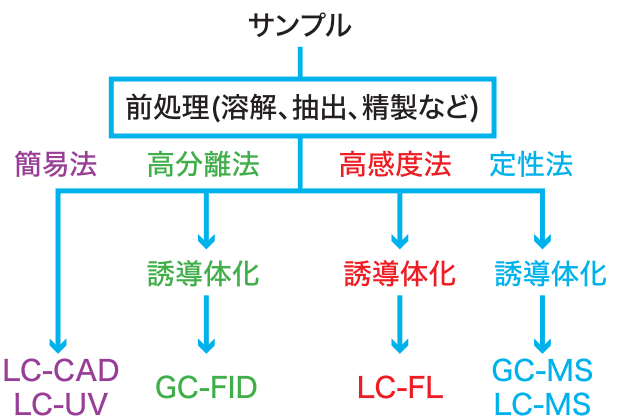 サンプル
前処理(溶解、抽出、精製など)
簡易法
高分離法
高感度法
定性法
誘導体化
誘導体化
誘導体化
LC-CAD
LC-UV
GC-FID
LC-FL
GC-MS
LC-MS